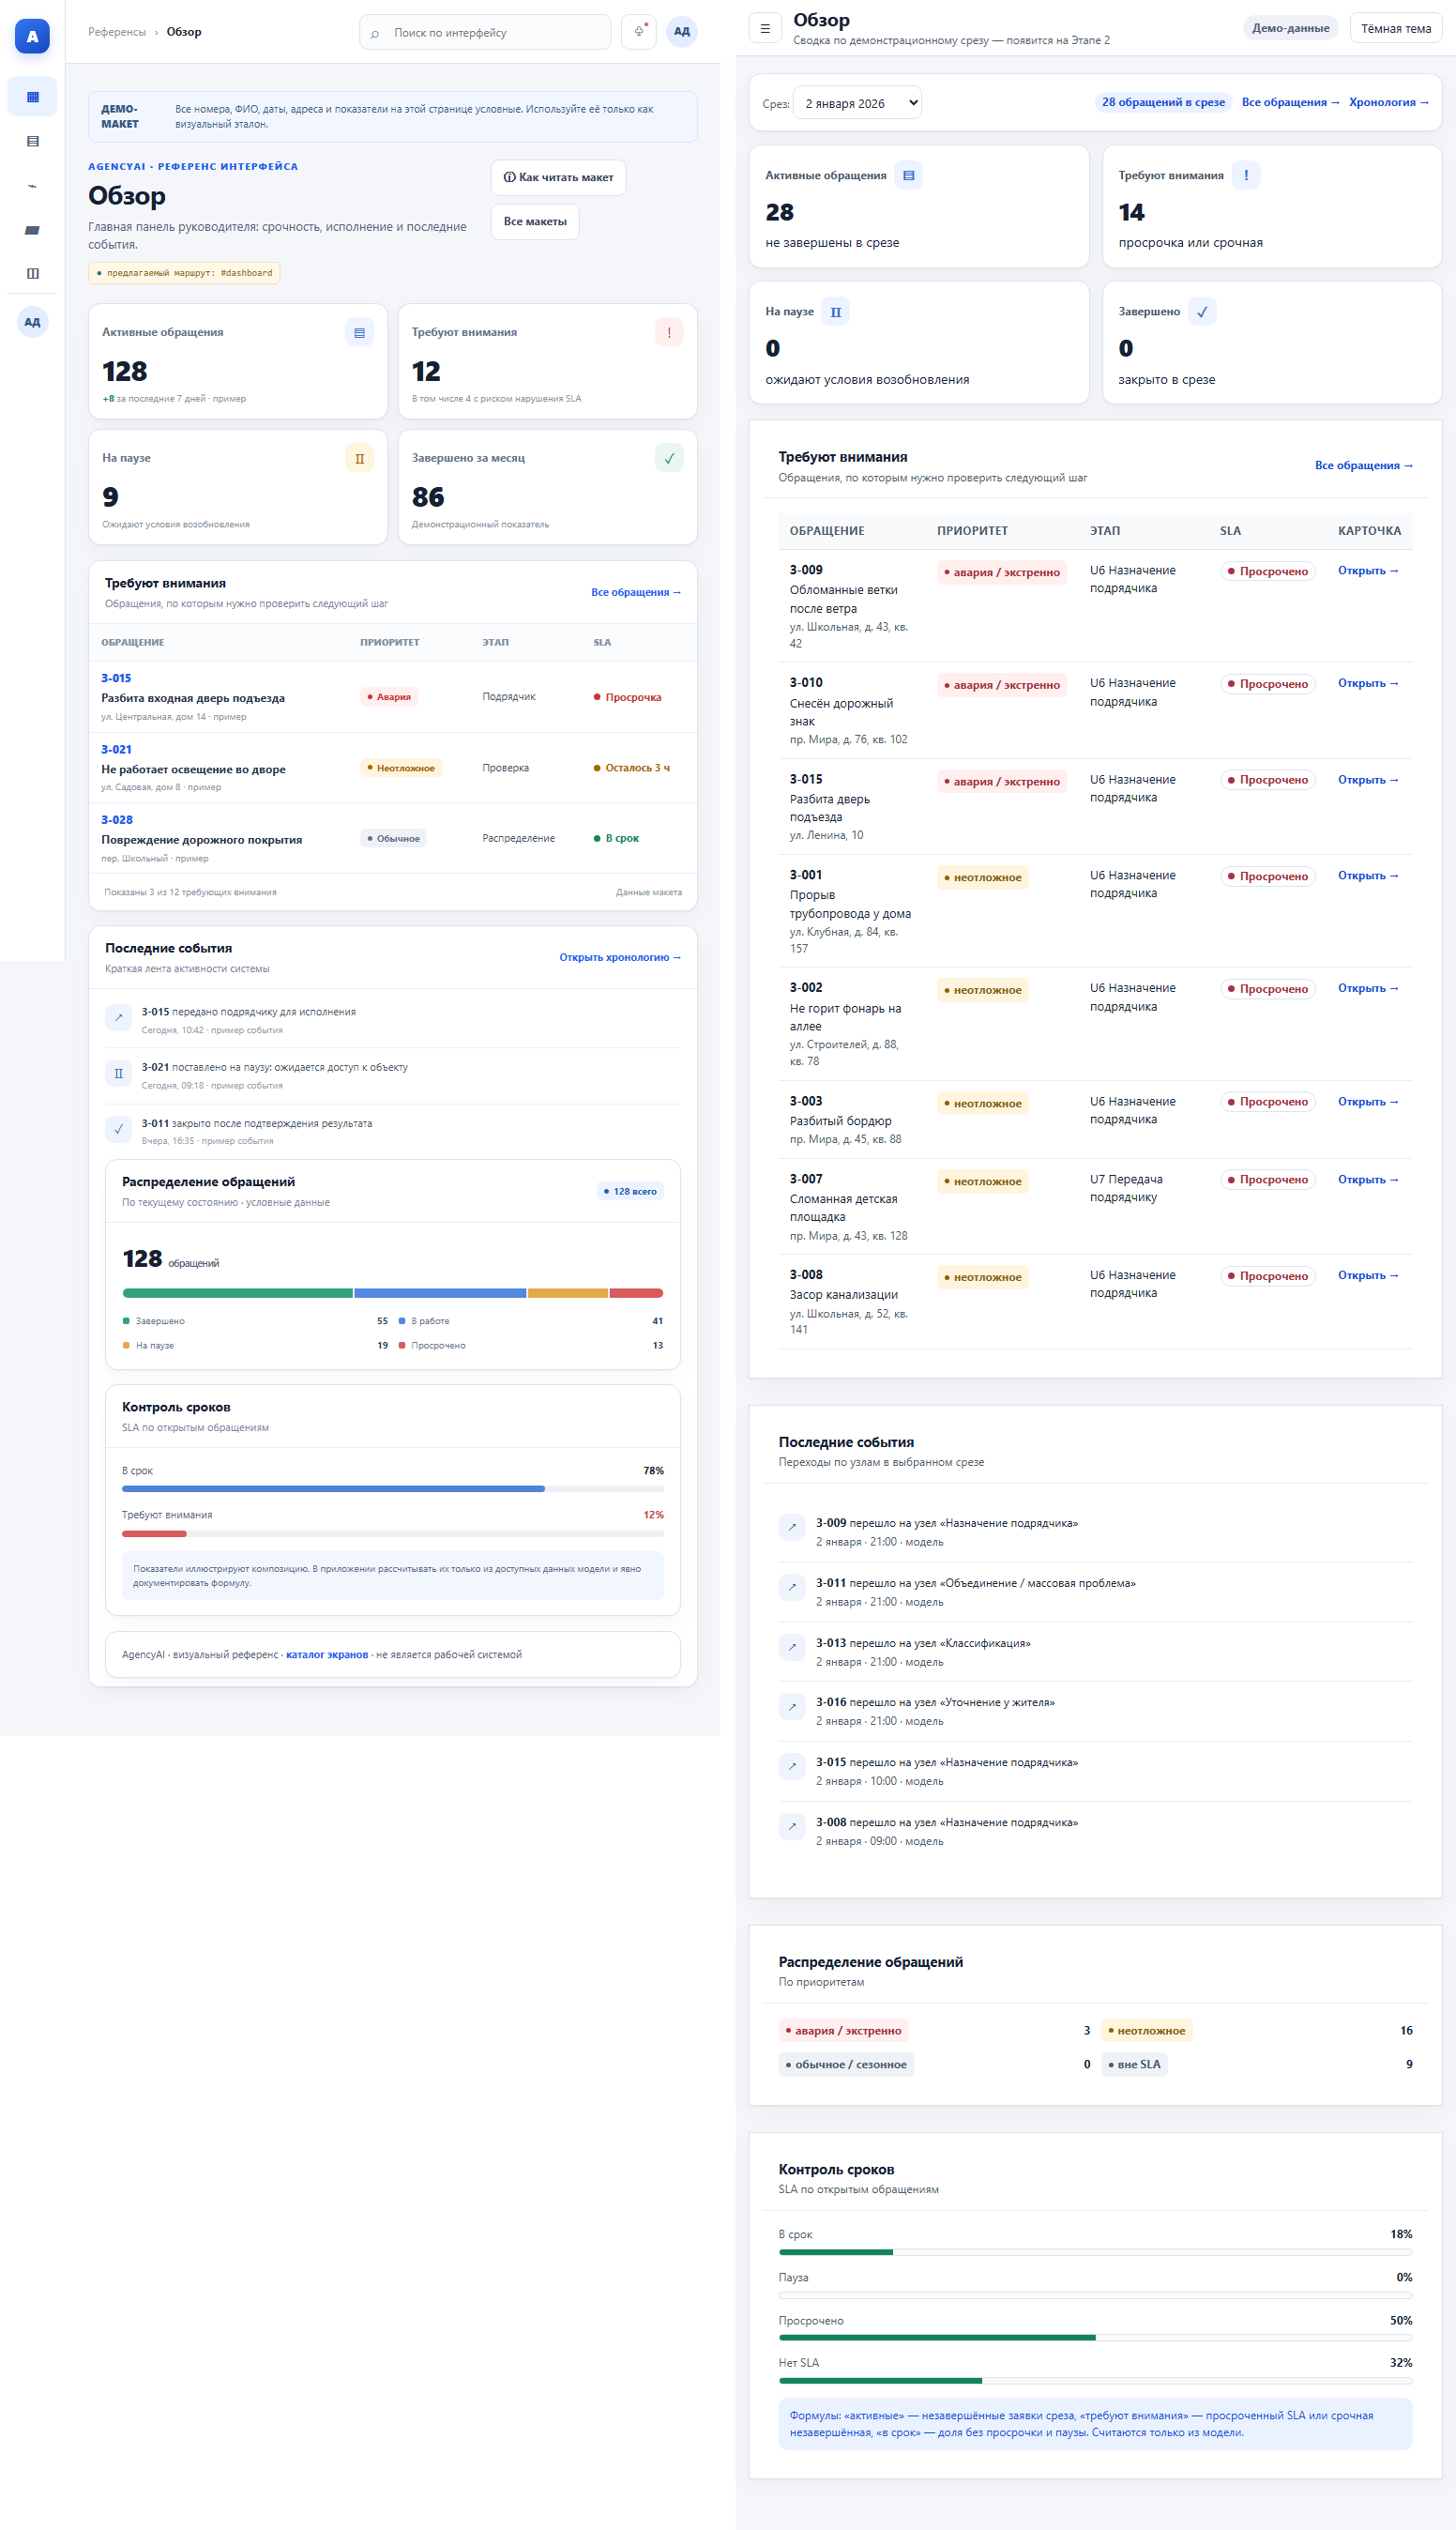 A
Референсы › Обзор
Поиск по интерфейсу
АД
АД
ДЕМО-
МАКЕТ
Все номера, ФИО, даты, адреса и показатели на этой странице условные. Используйте её только как
визуальный эталон.
AGENCYAI · РЕФЕРЕНС ИНТЕРФЕЙСА
Обзор
Главная панель руководителя: срочность, исполнение и последние
события.
Как читать макет
Все макеты
предлагаемый маршрут: #dashboard
Активные обращения
128
+8 за последние 7 дней · пример
Требуют внимания
!
12
В том числе 4 с риском нарушения SLA
На паузе
9
Ожидают условия возобновления
Завершено за месяц
✓
86
Демонстрационный показатель
Требуют внимания
Обращения, по которым нужно проверить следующий шаг
Все обращения →
ОБРАЩЕНИЕ ПРИОРИТЕТ ЭТАП SLA
З-015
Разбита входная дверь подъезда
ул. Центральная, дом 14 · пример
Авария
Подрядчик
Просрочка
З-021
Не работает освещение во дворе
ул. Садовая, дом 8 · пример
Неотложное
Проверка
Осталось 3 ч
З-028
Повреждение дорожного покрытия
пер. Школьный · пример
Обычное
Распределение
В срок
Показаны 3 из 12 требующих внимания
Данные макета
Последние события
Краткая лента активности системы
Открыть хронологию →
↗
З-015 передано подрядчику для исполнения
Сегодня, 10:42 · пример события
З-021 поставлено на паузу: ожидается доступ к объекту
Сегодня, 09:18 · пример события
✓
З-011 закрыто после подтверждения результата
Вчера, 16:35 · пример события
Распределение обращений
По текущему состоянию · условные данные
128 всего
128 обращений
Завершено 55
В работе 41
На паузе 19
Просрочено 13
Контроль сроков
SLA по открытым обращениям
В срок 78%
Требуют внимания 12%
Показатели иллюстрируют композицию. В приложении рассчитывать их только из доступных данных модели и явно
документировать формулу.
AgencyAI · визуальный референс · каталог экранов · не является рабочей системой
☰
Обзор
Сводка по демонстрационному срезу — появится на Этапе 2
Демо-данные
Тёмная тема
Срез: 2 января 2026
28 обращений в срезе
Все обращения →
Хронология →
Активные обращения
28
не завершены в срезе
Требуют внимания !
14
просрочка или срочная
На паузе
0
ожидают условия возобновления
Завершено ✓
0
закрыто в срезе
Требуют внимания
Обращения, по которым нужно проверить следующий шаг
Все обращения →
ОБРАЩЕНИЕ ПРИОРИТЕТ ЭТАП SLA КАРТОЧКА
З-009
Обломанные ветки
после ветра
ул. Школьная, д. 43, кв.
42
авария / экстренно
U6 Назначение
подрядчика
Просрочено
Открыть →
З-010
Снесён дорожный
знак
пр. Мира, д. 76, кв. 102
авария / экстренно
U6 Назначение
подрядчика
Просрочено
Открыть →
З-015
Разбита дверь
подъезда
ул. Ленина, 10
авария / экстренно
U6 Назначение
подрядчика
Просрочено
Открыть →
З-001
Прорыв
трубопровода у дома
ул. Клубная, д. 84, кв.
157
неотложное
U6 Назначение
подрядчика
Просрочено
Открыть →
З-002
Не горит фонарь на
аллее
ул. Строителей, д. 88,
кв. 78
неотложное
U6 Назначение
подрядчика
Просрочено
Открыть →
З-003
Разбитый бордюр
пр. Мира, д. 45, кв. 88
неотложное
U6 Назначение
подрядчика
Просрочено
Открыть →
З-007
Сломанная детская
площадка
пр. Мира, д. 43, кв. 128
неотложное
U7 Передача
подрядчику
Просрочено
Открыть →
З-008
Засор канализации
ул. Школьная, д. 52, кв.
141
неотложное
U6 Назначение
подрядчика
Просрочено
Открыть →
Последние события
Переходы по узлам в выбранном срезе
↗
З-009 перешло на узел «Назначение подрядчика»
2 января · 21:00 · модель
↗
З-011 перешло на узел «Объединение / массовая проблема»
2 января · 21:00 · модель
↗
З-013 перешло на узел «Классификация»
2 января · 21:00 · модель
↗
З-016 перешло на узел «Уточнение у жителя»
2 января · 21:00 · модель
↗
З-015 перешло на узел «Назначение подрядчика»
2 января · 10:00 · модель
↗
З-008 перешло на узел «Назначение подрядчика»
2 января · 09:00 · модель
Распределение обращений
По приоритетам
авария / экстренно 3
неотложное 16
обычное / сезонное 0
вне SLA 9
Контроль сроков
SLA по открытым обращениям
В срок 18%
Пауза 0%
Просрочено 50%
Нет SLA 32%
Формулы: «активные» — незавершённые заявки среза, «требуют внимания» — просроченный SLA или срочная
незавершённая, «в срок» — доля без просрочки и паузы. Считаются только из модели.